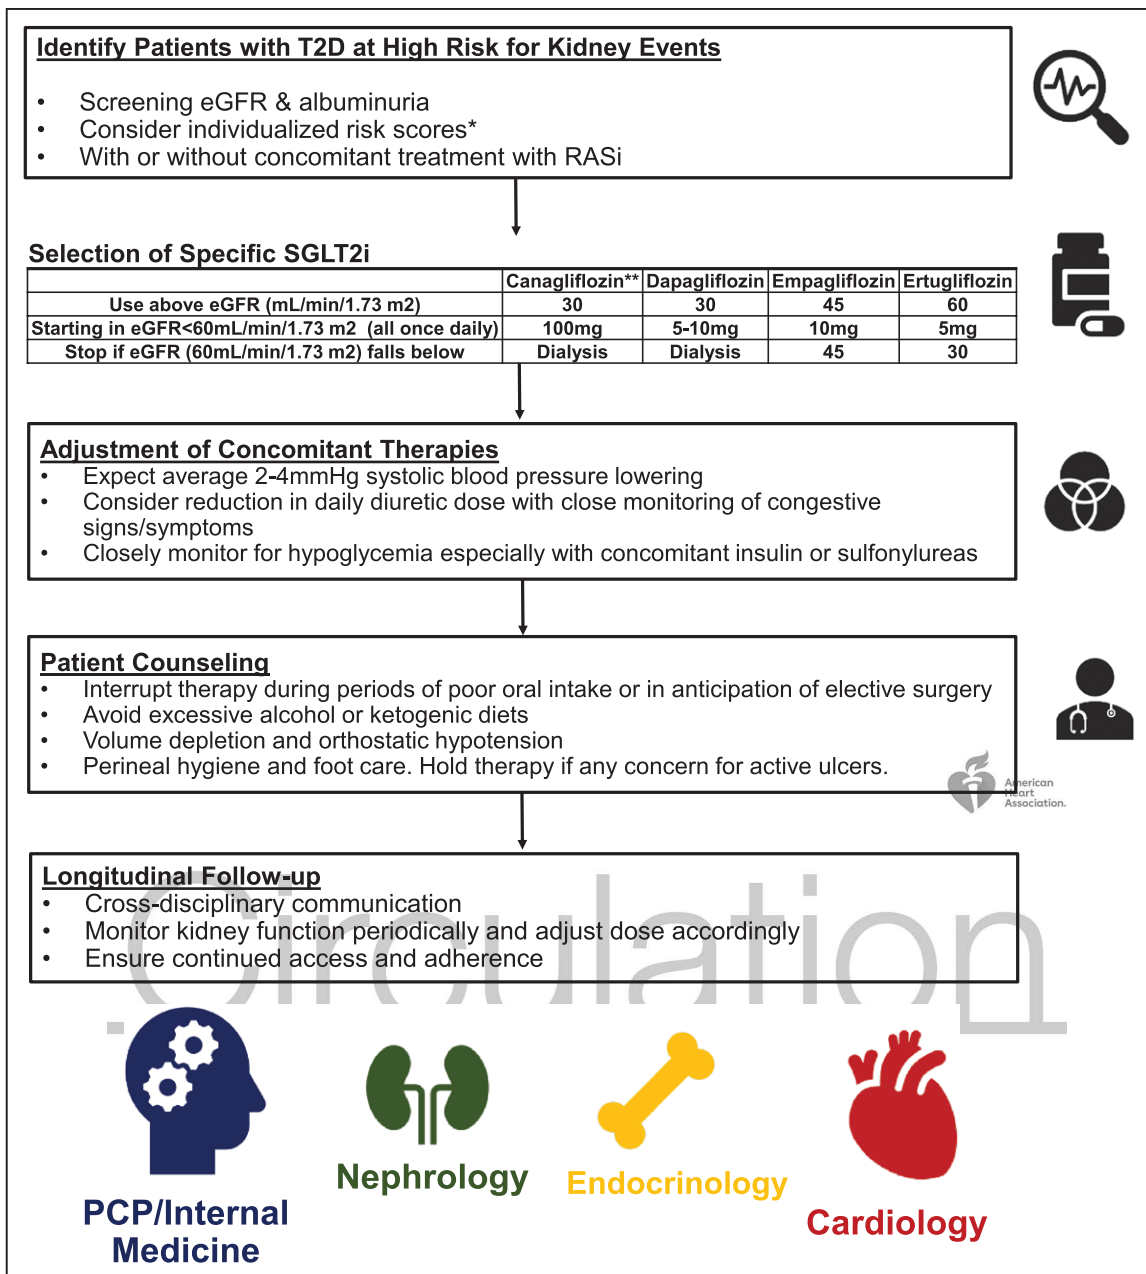 Identify Patients with T2D at High Risk for Kidney Events
• Screening eGFR & albuminuria
• Consider individualized risk scores*
• With or without concomitant treatment with RASi
Selection of Specific SGLT2i
Canagliflozin** Dapagliflozin Empagliflozin Ertugliflozin
Use above eGFR (mL/min/1.73 m2) 30 30 45 60
Starting in eGFR<60mL/min/1.73 m2 (all once daily) 100mg 5-10mg 10mg 5mg
Stop if eGFR (60mL/min/1.73 m2) falls below Dialysis Dialysis 45 30
Adjustment of Concomitant Therapies
• Expect average 2-4mmHg systolic blood pressure lowering
• Consider reduction in daily diuretic dose with close monitoring of congestive
signs/symptoms
• Closely monitor for hypoglycemia especially with concomitant insulin or sulfonylureas
Patient Counseling
• Interrupt therapy during periods of poor oral intake or in anticipation of elective surgery
• Avoid excessive alcohol or ketogenic diets
• Volume depletion and orthostatic hypotension
• Perineal hygiene and foot care. Hold therapy if any concern for active ulcers.
American
Heart
Association.
Longitudinal Follow-up
• Cross-disciplinary communication
• Monitor kidney function periodically and adjust dose accordingly
• Ensure continued access and adherence
Circulation
PCP/Internal
Medicine
Nephrology
Endocrinology
Cardiology